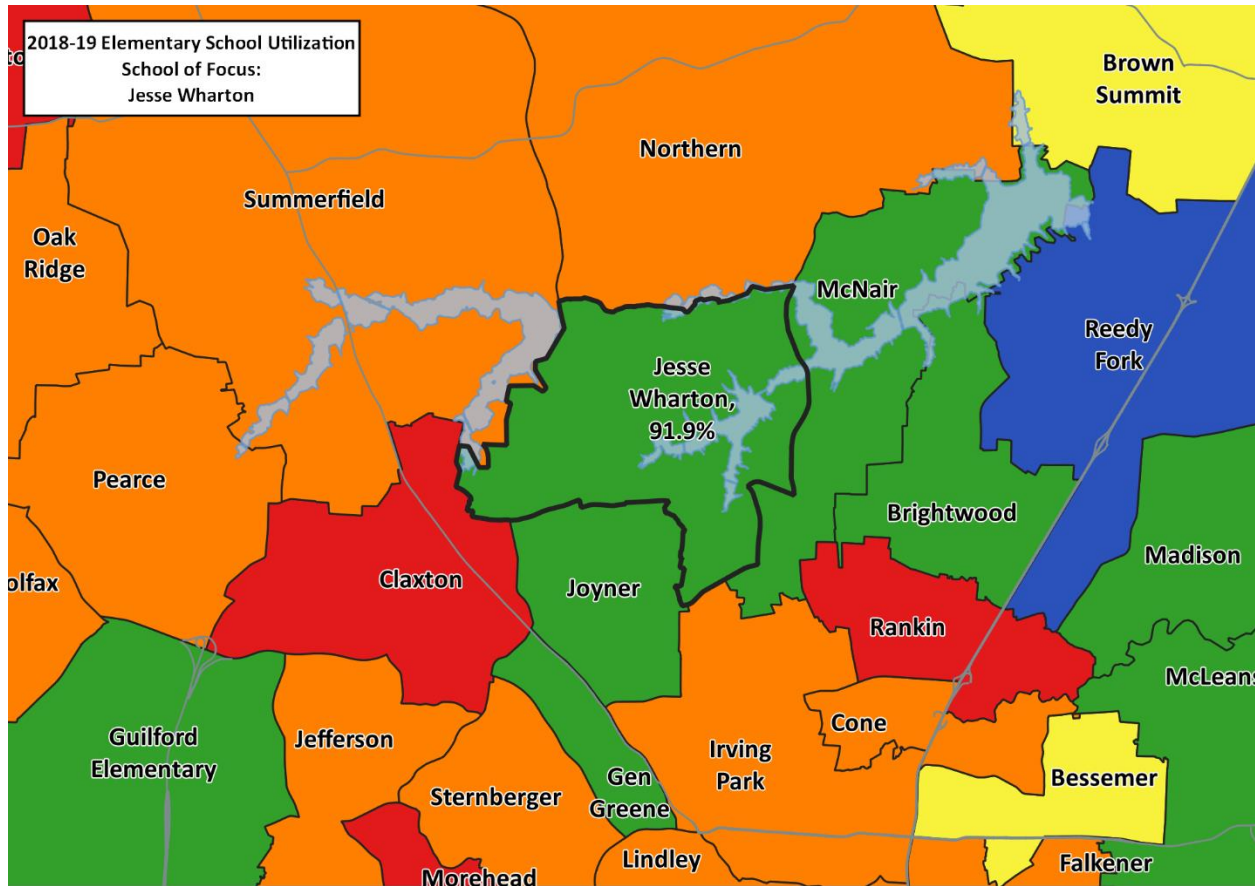 2018-19 Elementary School Utilization
School of Focus:
Jesse Wharton
Brown
Summit
Northern
Summerfield
Oak
Ridge
McNair
Reedy
Fork
Jesse
Wharton,
91.9%
Pearce
Brightwood
Madison
Claxton
Joyner
olfax
Rankin
McLeans
Guilford
Elementary
Jefferson
Cone
Irving
Park
Gen
Greene
Sternberger
Bessemer
Lindley
Falkener
Morehead